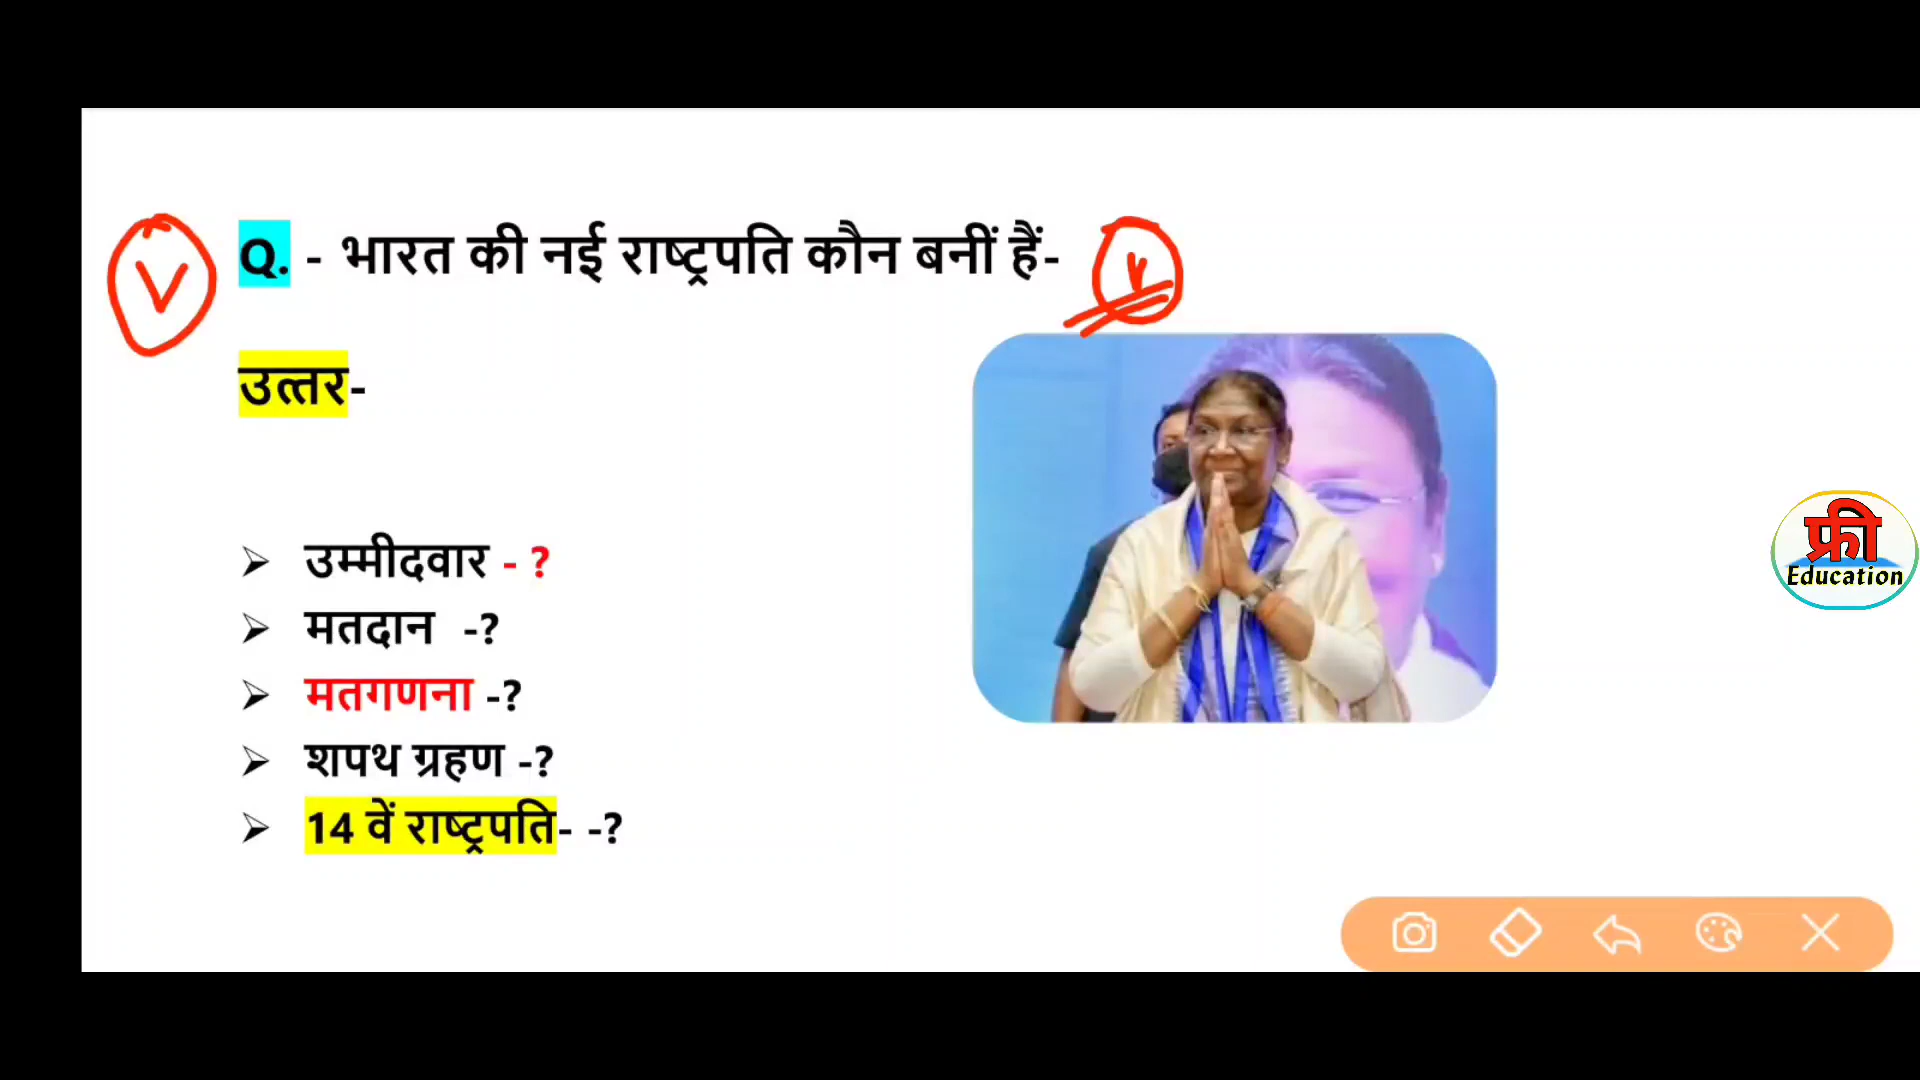 Q. - भारत की नई राष्ट्रपति कौन बनीं हैं-
उत्तर-
➢ उम्मीदवार - ?
➢ मतदान -?
➢ मतगणना -?
➢ शपथ ग्रहण -?
➢ 14 वें राष्ट्रपति- -?
फ्री
Education